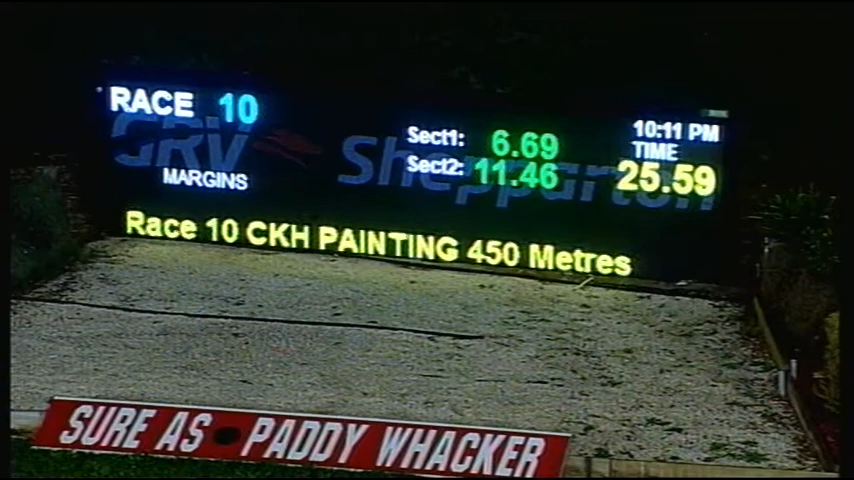 RACE 10
GRV Shepparton
Sect1: 6.69
Sect2: 11.46
10:11 PM
TIME
25.59
MARGINS
Race 10 CKH PAINTING 450 Metres
SURE AS PADDY WHACKER